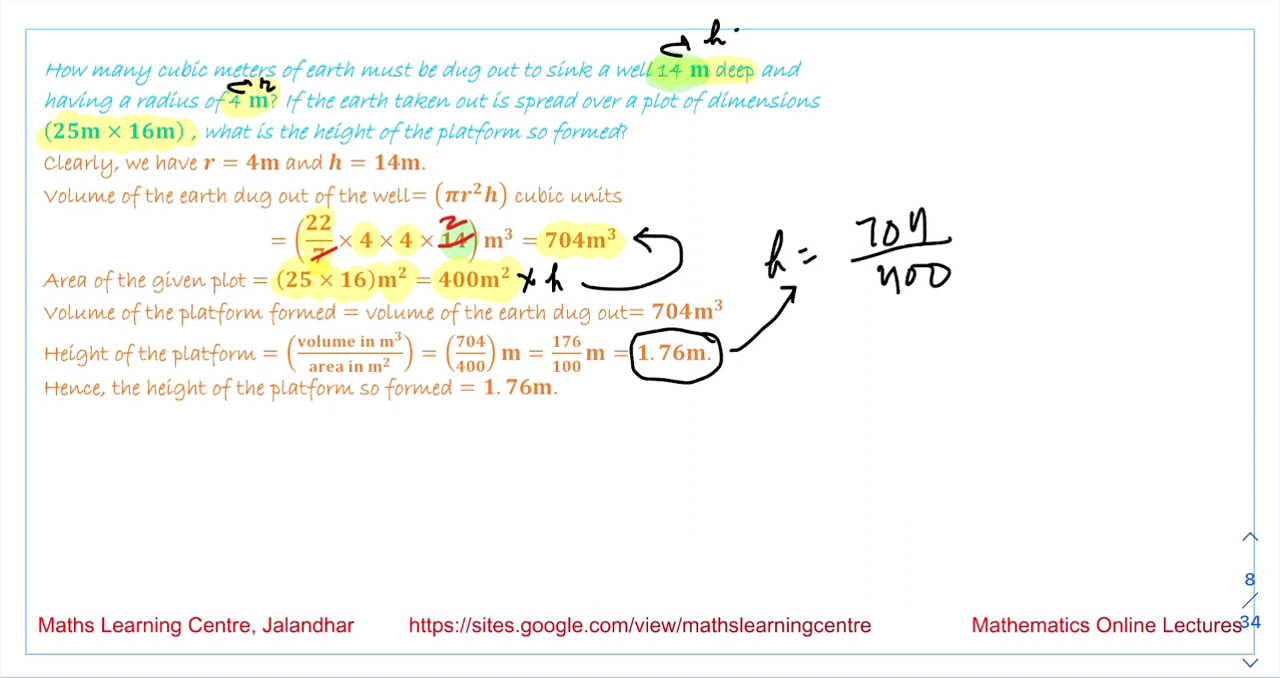 h.
How many cubic meters of earth must be dug out to sink a well 14 m deep and
r
having a radius of 4 m? If the earth taken out is spread over a plot of dimensions
(25m × 16m) , what is the height of the platform so formed?
Clearly, we have r = 4m and h = 14m.
Volume of the earth dug out of the well= (πr²h) cubic units
2
= (22/7 × 4 × 4 × 14) m³ = 704m³
h = 704/400
Area of the given plot = (25 × 16)m² = 400m² × h
Volume of the platform formed = volume of the earth dug out= 704m³
Height of the platform = (volume in m³/area in m²) = (704/400) m = 176/100 m = 1.76m.
Hence, the height of the platform so formed = 1.76m.
8
/
34
Maths Learning Centre, Jalandhar https://sites.google.com/view/mathslearningcentre Mathematics Online Lectures